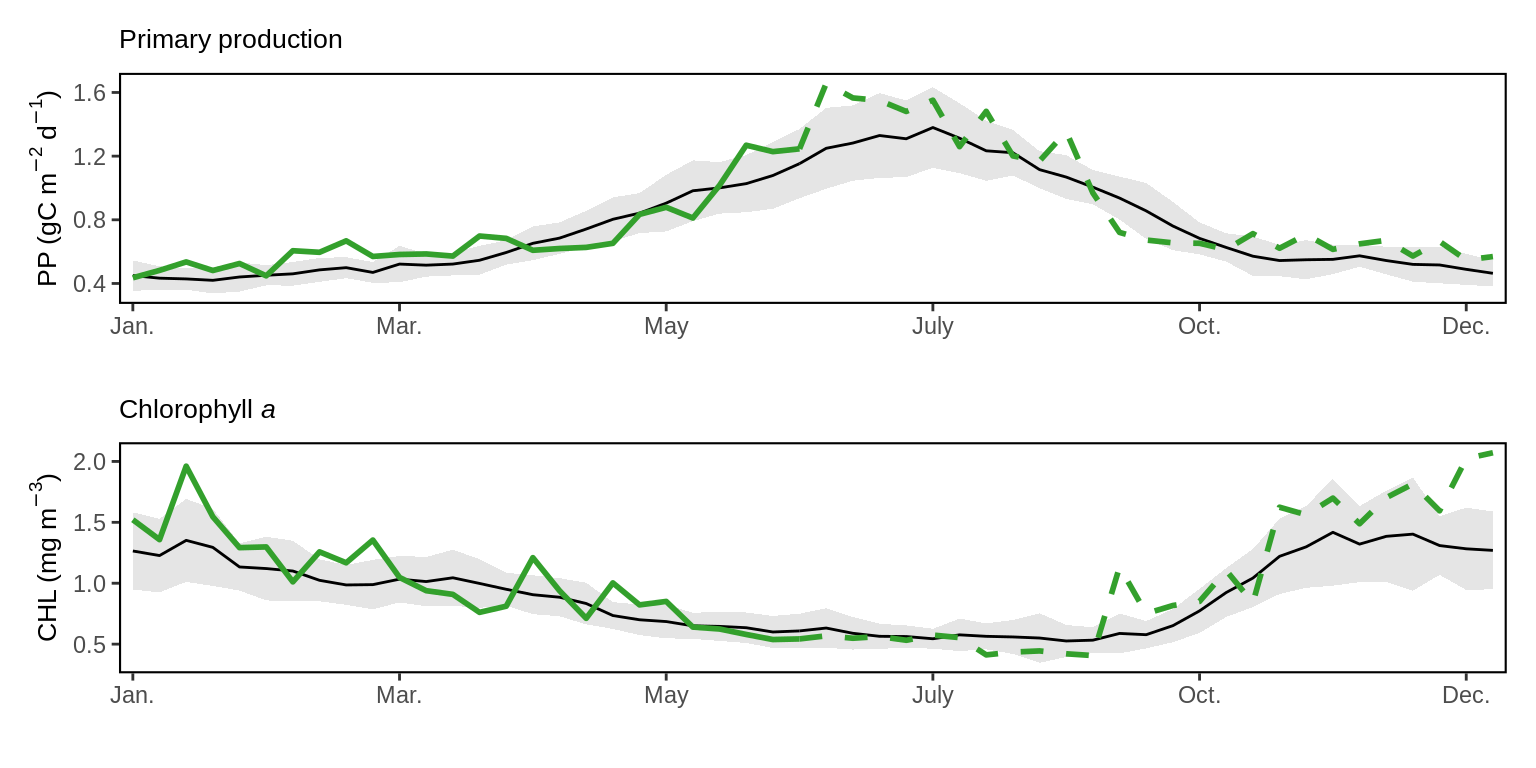 Primary production
PP (gC m⁻² d⁻¹)
1.6
1.2
0.8
0.4
Jan. Mar. May July Oct. Dec.
Chlorophyll a
CHL (mg m⁻³)
2.0
1.5
1.0
0.5
Jan. Mar. May July Oct. Dec.